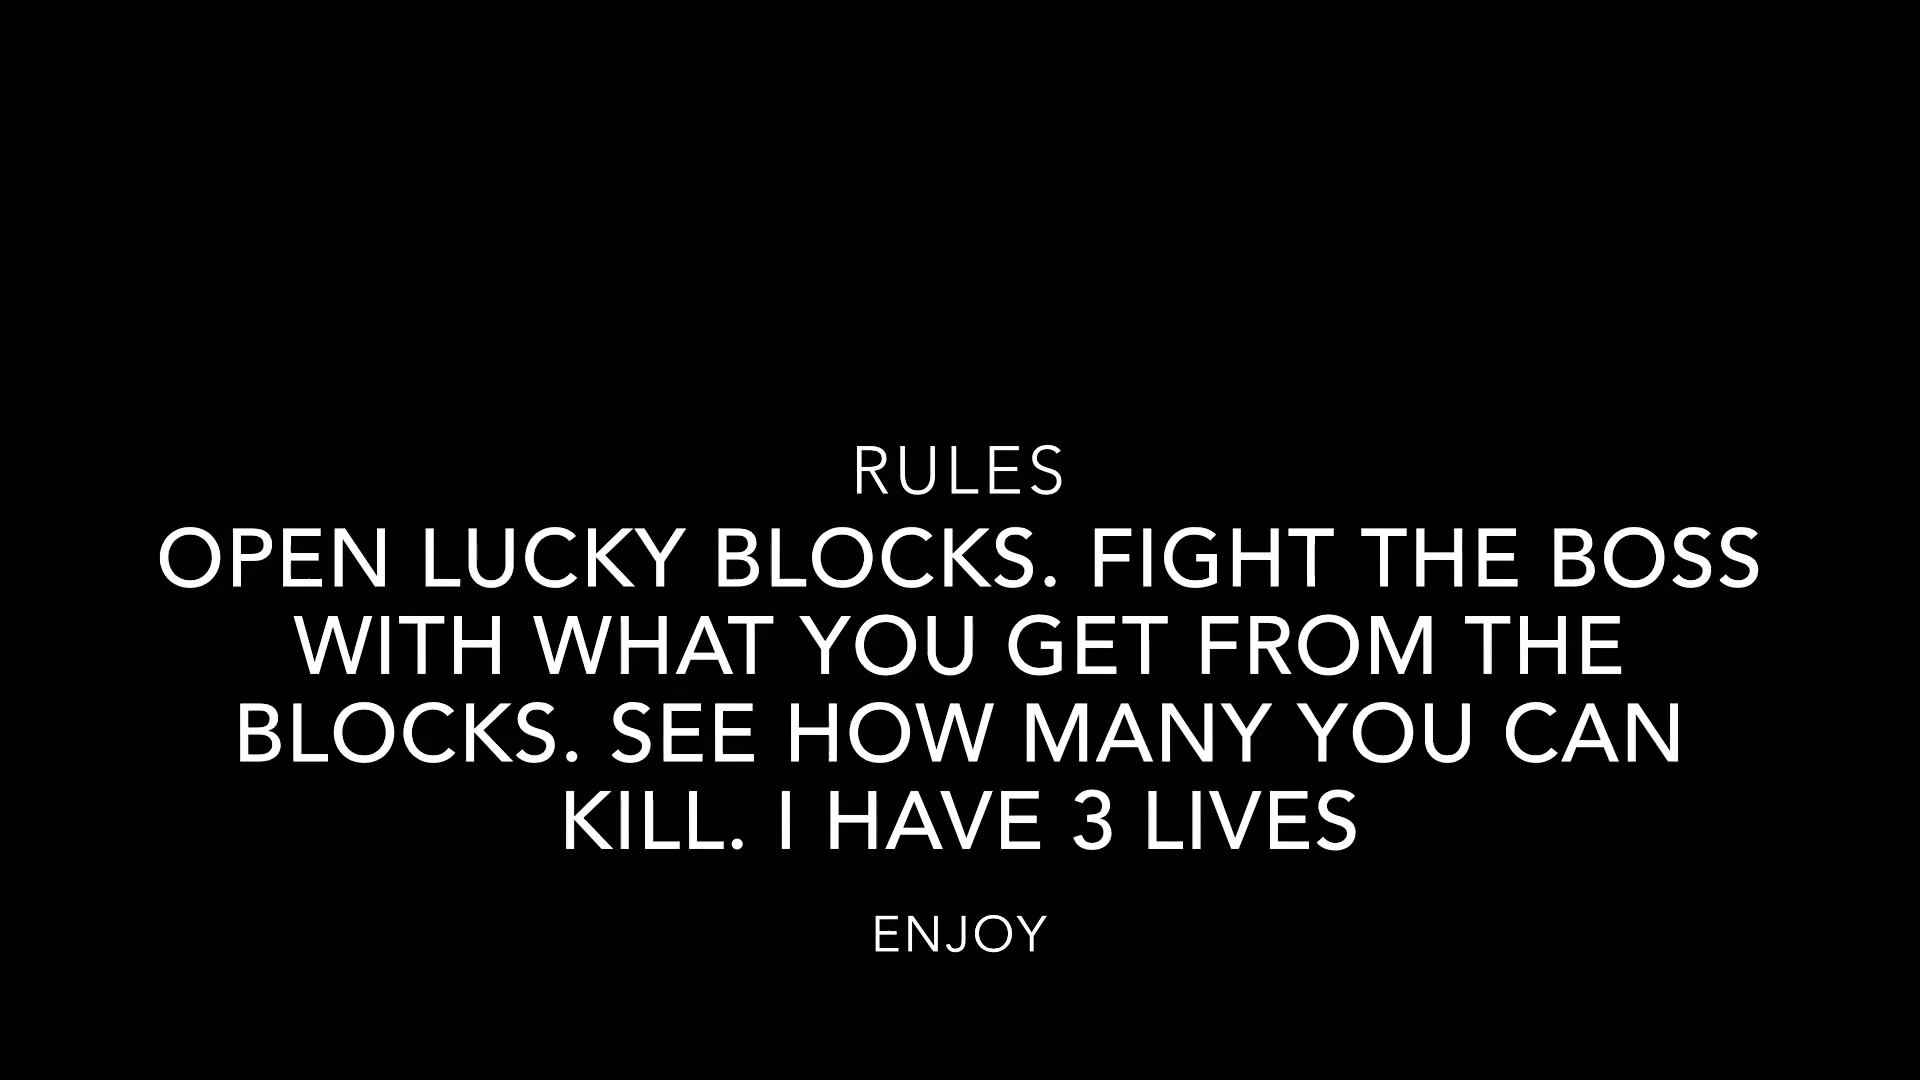 RULES
OPEN LUCKY BLOCKS. FIGHT THE BOSS
WITH WHAT YOU GET FROM THE
BLOCKS. SEE HOW MANY YOU CAN
KILL. I HAVE 3 LIVES
ENJOY